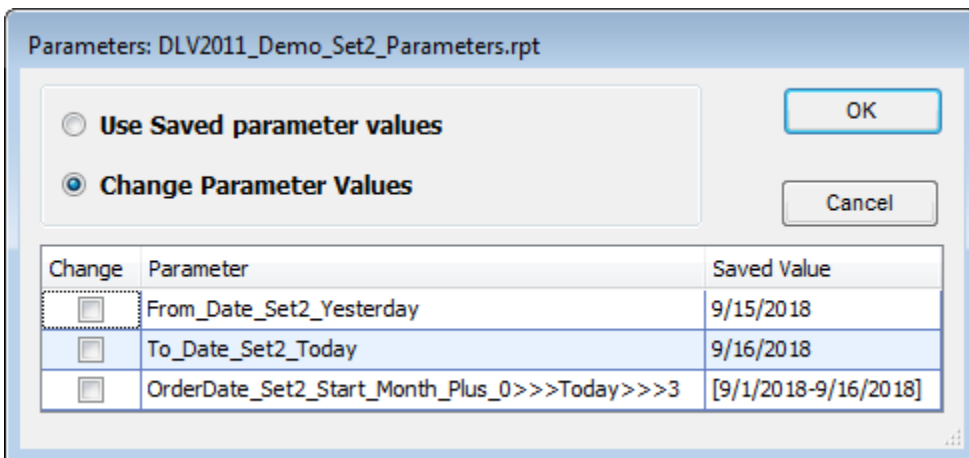 Parameters: DLV2011_Demo_Set2_Parameters.rpt
Use Saved parameter values
OK
Change Parameter Values
Cancel
Change Parameter Saved Value
From_Date_Set2_Yesterday 9/15/2018
To_Date_Set2_Today 9/16/2018
OrderDate_Set2_Start_Month_Plus_0>>>Today>>>3 [9/1/2018-9/16/2018]